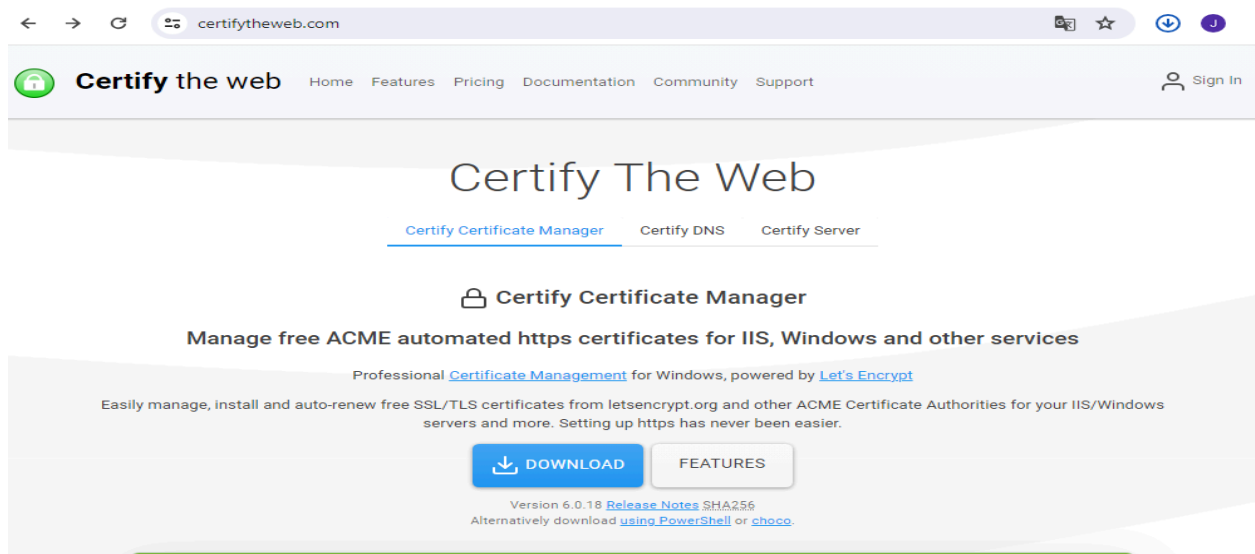 certifytheweb.com
J
Certify the web Home Features Pricing Documentation Community Support Sign In
Certify The Web
Certify Certificate Manager Certify DNS Certify Server
Certify Certificate Manager
Manage free ACME automated https certificates for IIS, Windows and other services
Professional Certificate Management for Windows, powered by Let's Encrypt
Easily manage, install and auto-renew free SSL/TLS certificates from letsencrypt.org and other ACME Certificate Authorities for your IIS/Windows
servers and more. Setting up https has never been easier.
DOWNLOAD FEATURES
Version 6.0.18 Release Notes SHA256
Alternatively download using PowerShell or choco.